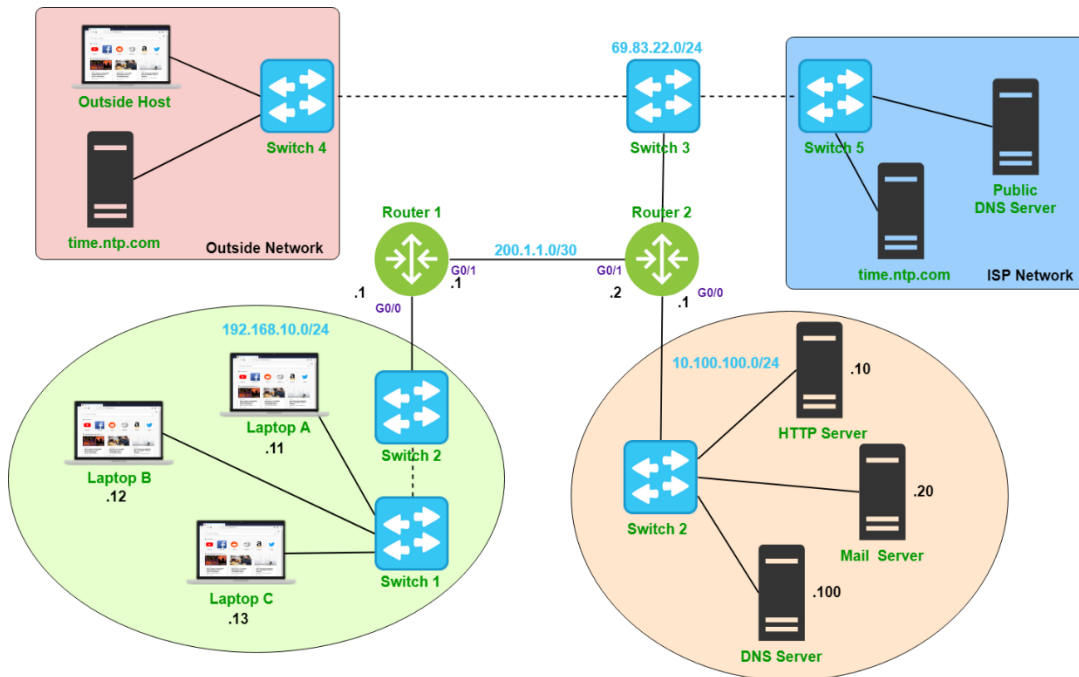 69.83.22.0/24
Outside Host
Switch 4
Switch 3
Switch 5
Public
DNS Server
time.ntp.com
Outside Network
time.ntp.com
ISP Network
Router 1
Router 2
200.1.1.0/30
G0/1
.1
G0/1
.2
.1
G0/0
.1
G0/0
192.168.10.0/24
Laptop A
.11
Laptop B
.12
Laptop C
.13
Switch 2
Switch 1
10.100.100.0/24
.10
HTTP Server
Switch 2
.20
Mail Server
.100
DNS Server